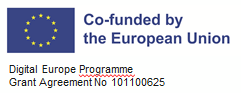 Co-funded by
the European Union
Digital Europe Programme
Grant Agreement No 101100625